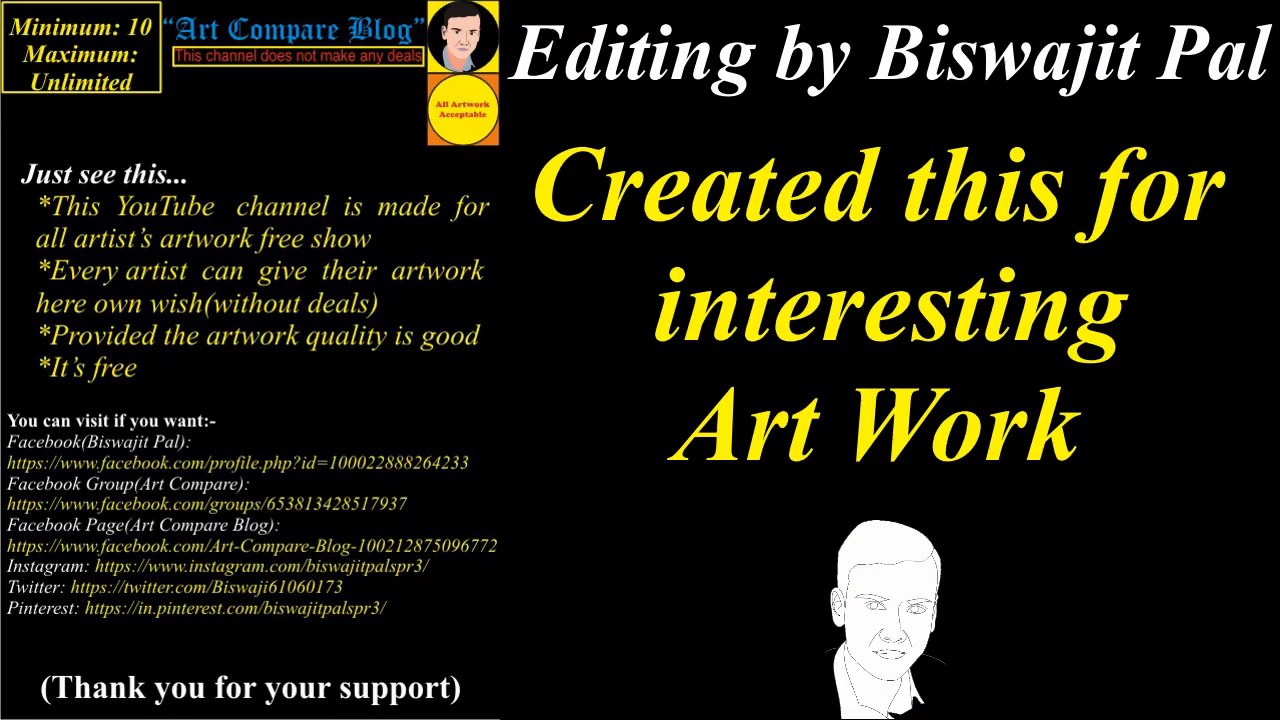 Minimum: 10
Maximum:
Unlimited
“Art Compare Blog”
This channel does not make any deals
All Artwork
Acceptable
Just see this...
*This YouTube channel is made for
all artist’s artwork free show
*Every artist can give their artwork
here own wish(without deals)
*Provided the artwork quality is good
*It’s free
You can visit if you want:-
Facebook(Biswajit Pal):
https://www.facebook.com/profile.php?id=100022888264233
Facebook Group(Art Compare):
https://www.facebook.com/groups/653813428517937
Facebook Page(Art Compare Blog):
https://www.facebook.com/Art-Compare-Blog-100212875096772
Instagram: https://www.instagram.com/biswajitpalspr3/
Twitter: https://twitter.com/Biswaji61060173
Pinterest: https://in.pinterest.com/biswajitpalspr3/
(Thank you for your support)
Editing by Biswajit Pal
Created this for
interesting
Art Work